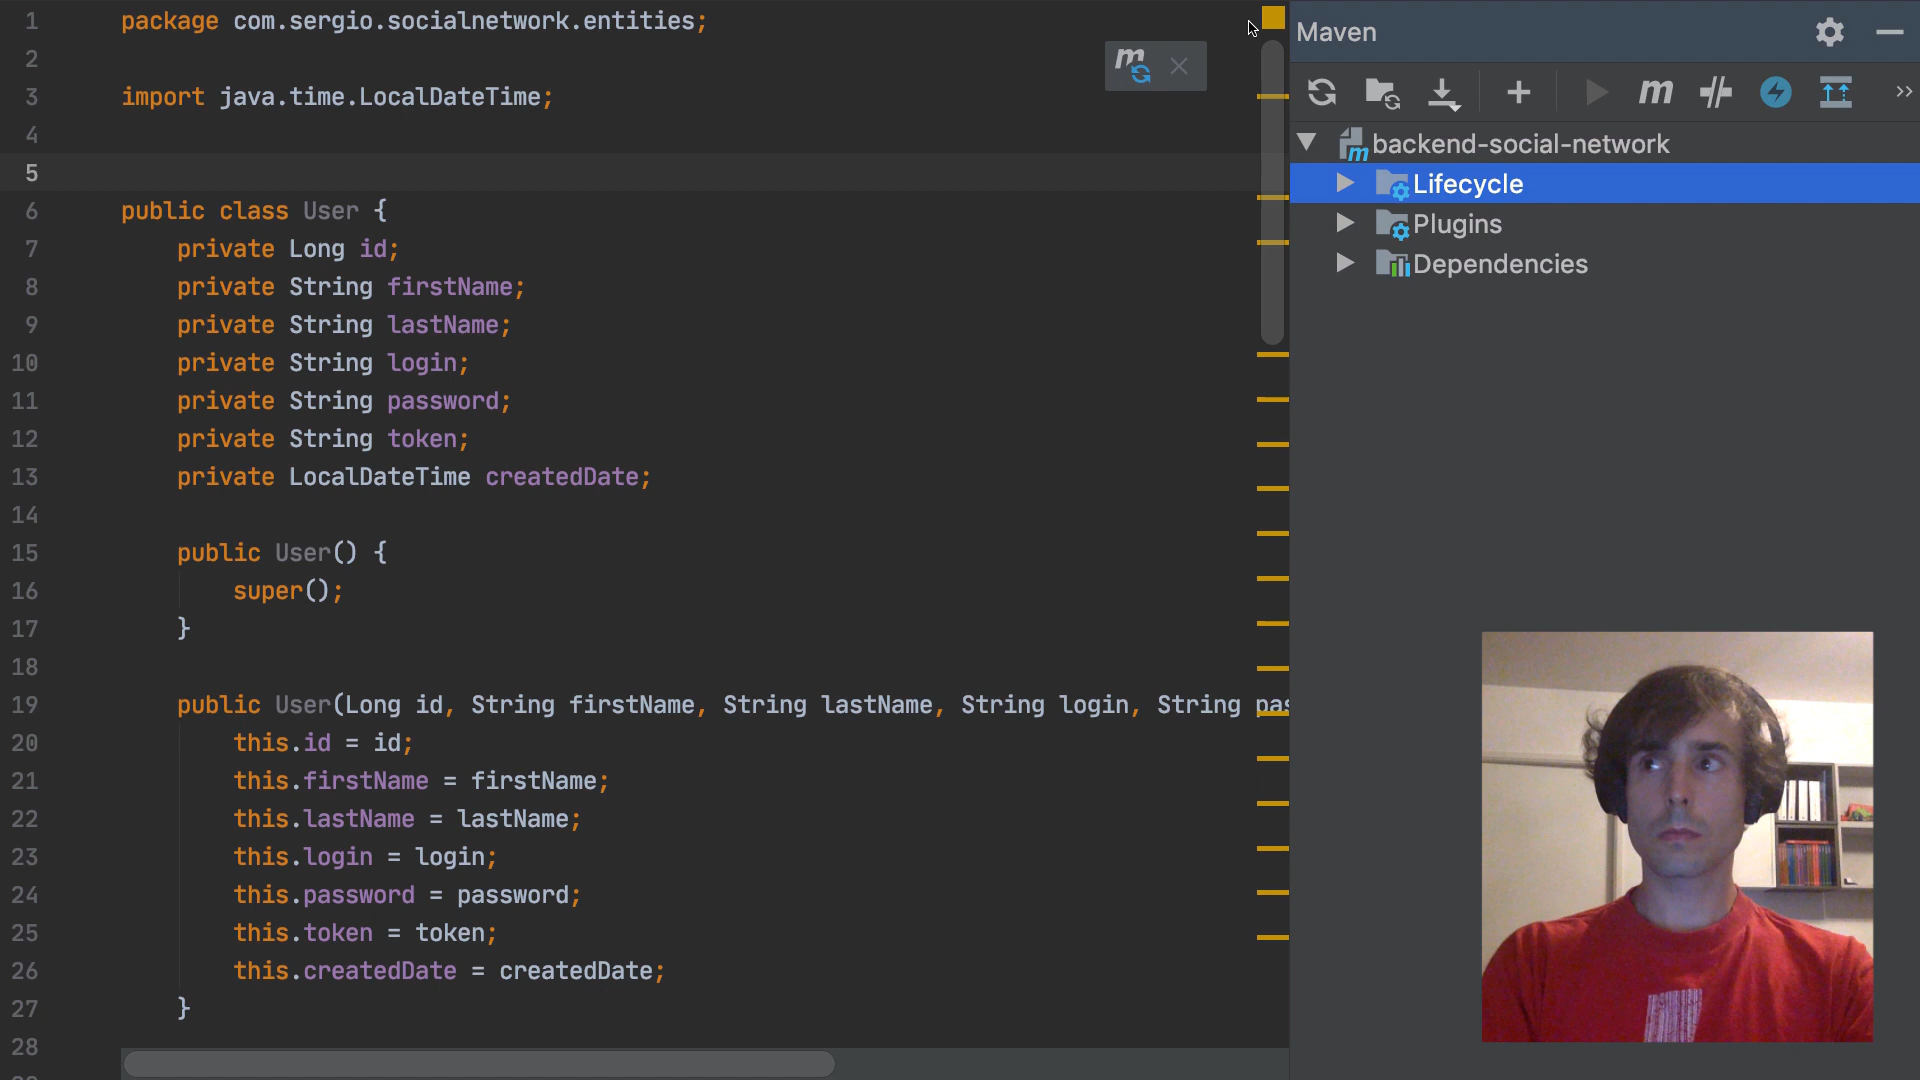 1 package com.sergio.socialnetwork.entities;
2
3 import java.time.LocalDateTime;
4
5
6 public class User {
7 private Long id;
8 private String firstName;
9 private String lastName;
10 private String login;
11 private String password;
12 private String token;
13 private LocalDateTime createdDate;
14
15 public User() {
16 super();
17 }
18
19 public User(Long id, String firstName, String lastName, String login, String pas
20 this.id = id;
21 this.firstName = firstName;
22 this.lastName = lastName;
23 this.login = login;
24 this.password = password;
25 this.token = token;
26 this.createdDate = createdDate;
27 }
28
Maven
backend-social-network
Lifecycle
Plugins
Dependencies